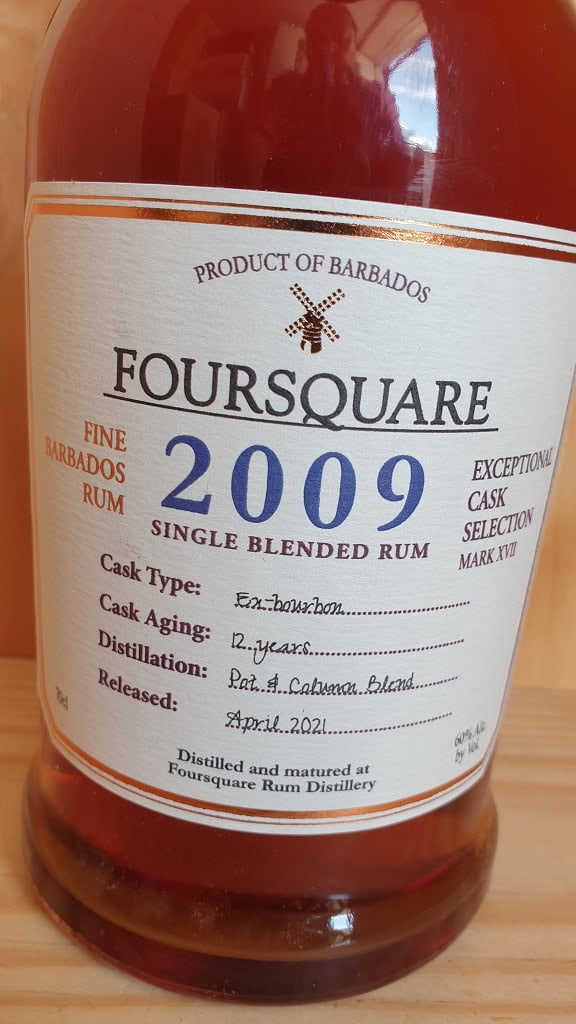 PRODUCT OF BARBADOS
FOURSQUARE
FINE
BARBADOS
RUM
2009
SINGLE BLENDED RUM
EXCEPTIONAL
CASK
SELECTION
MARK XVII
Cask Type: Ex-bourbon
Cask Aging: 12 years
Distillation: Pot & Column Blend
Released: April 2021
70cl
60% Alc.
by Vol.
Distilled and matured at
Foursquare Rum Distillery